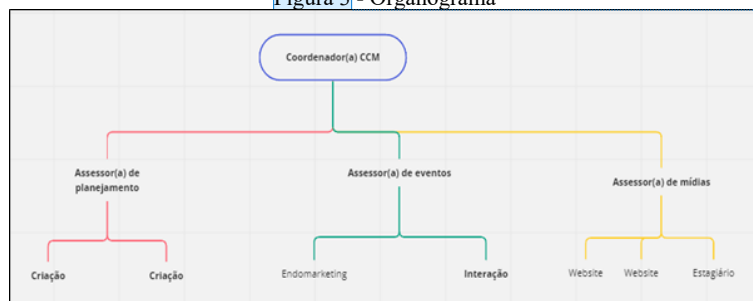 Figura 5 - Organograma
Coordenador(a) CCM
Assessor(a) de
planejamento
Assessor(a) de eventos
Assessor(a) de mídias
Criação
Criação
Endomarketing
Interação
Website
Website
Estagiário